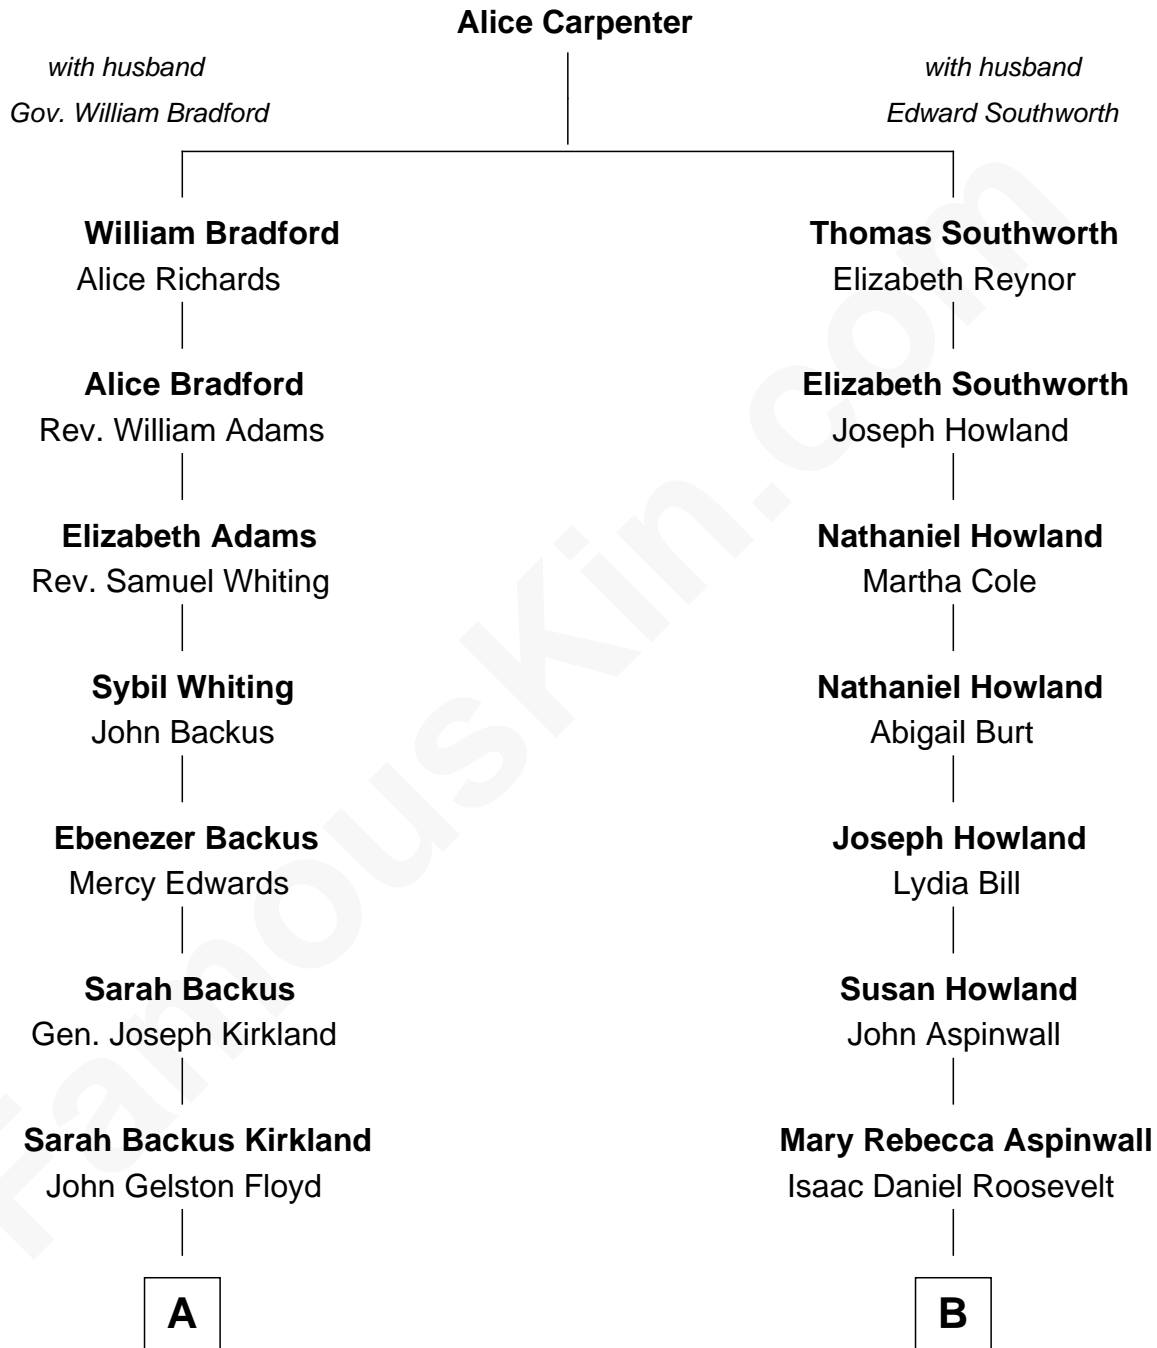 Alice Carpenter
with husband
Gov. William Bradford
with husband
Edward Southworth
William Bradford
Alice Richards
Thomas Southworth
Elizabeth Reynor
Alice Bradford
Rev. William Adams
Elizabeth Southworth
Joseph Howland
Elizabeth Adams
Rev. Samuel Whiting
Nathaniel Howland
Martha Cole
Sybil Whiting
John Backus
Nathaniel Howland
Abigail Burt
Ebenezer Backus
Mercy Edwards
Joseph Howland
Lydia Bill
Sarah Backus
Gen. Joseph Kirkland
Susan Howland
John Aspinwall
Sarah Backus Kirkland
John Gelston Floyd
Mary Rebecca Aspinwall
Isaac Daniel Roosevelt
A
B
FamousKin.com